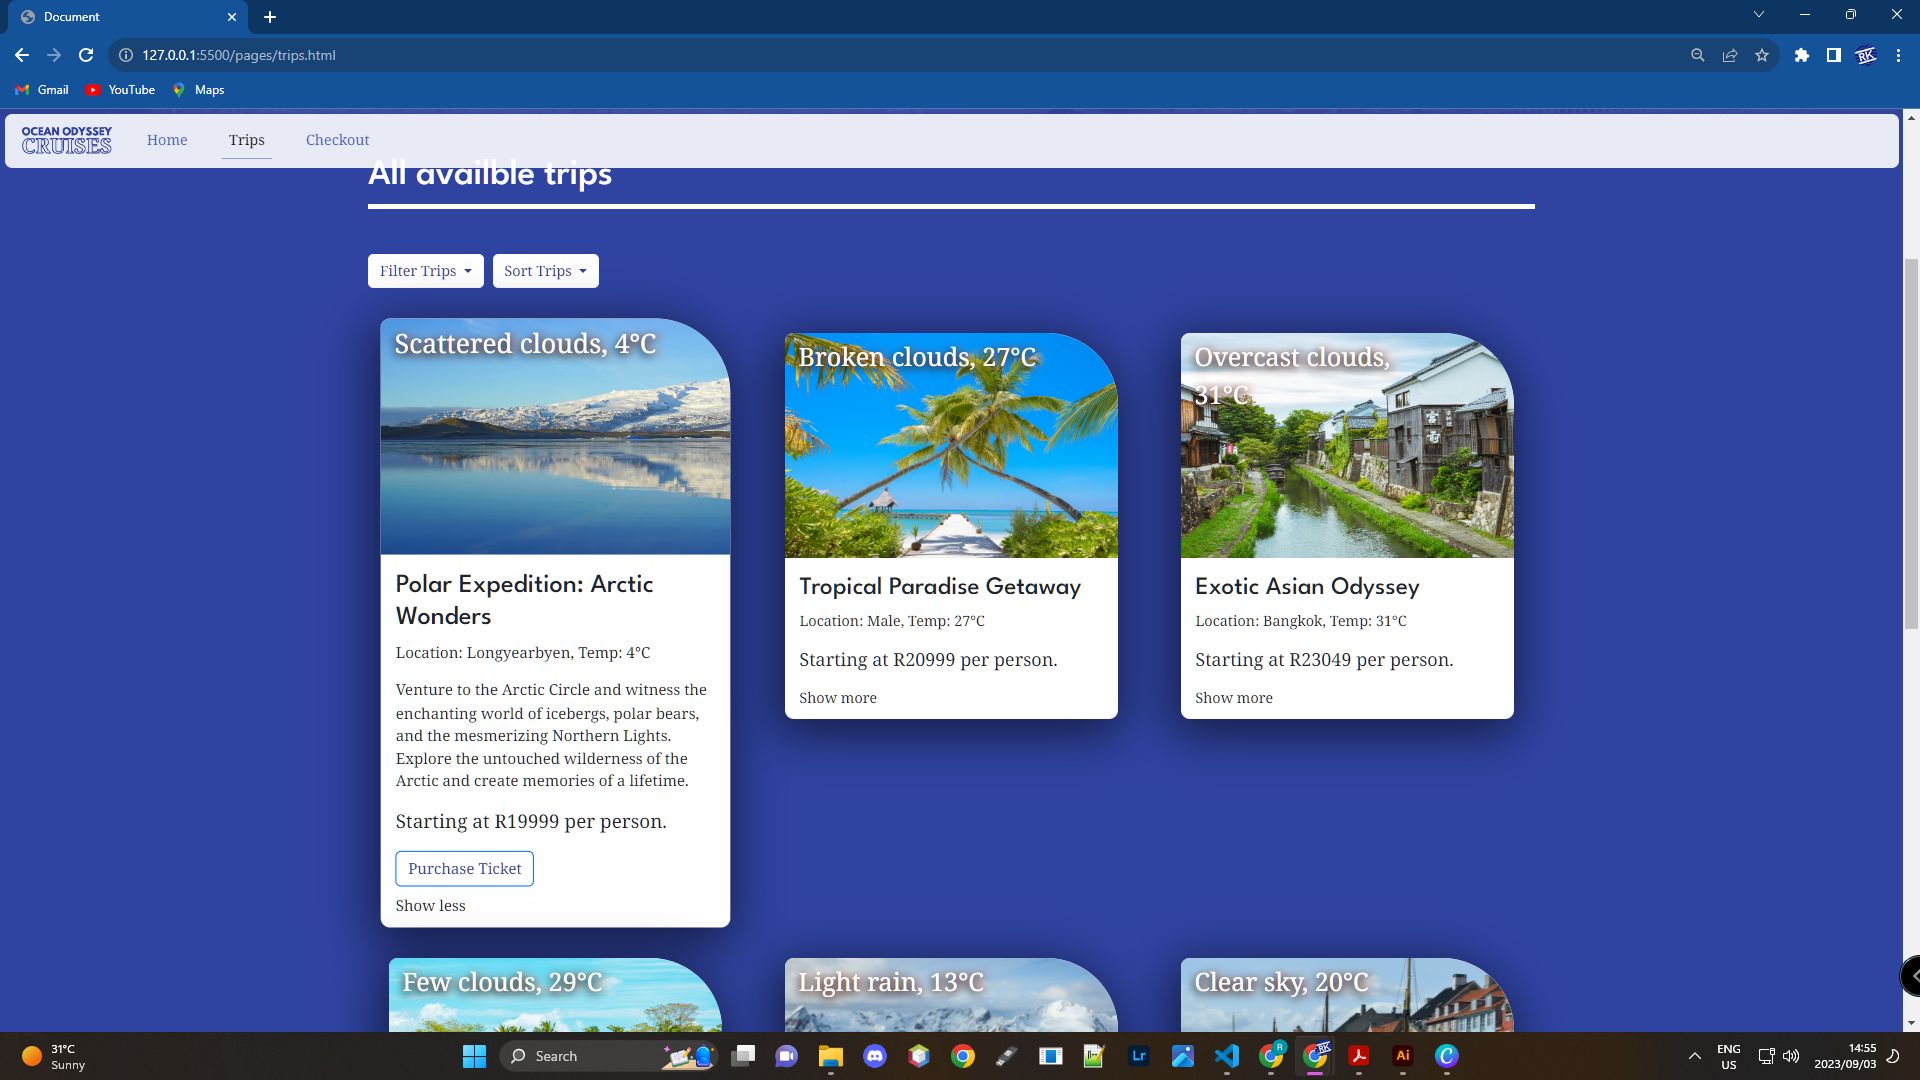 Document
127.0.0.1:5500/pages/trips.html
RK
Gmail
YouTube
Maps
OCEAN ODYSSEY
CRUISES
Home
Trips
Checkout
All availble trips
Filter Trips
Sort Trips
Scattered clouds, 4°C
Polar Expedition: Arctic
Wonders
Location: Longyearbyen, Temp: 4°C
Venture to the Arctic Circle and witness the
enchanting world of icebergs, polar bears,
and the mesmerizing Northern Lights.
Explore the untouched wilderness of the
Arctic and create memories of a lifetime.
Starting at R19999 per person.
Purchase Ticket
Show less
Broken clouds, 27°C
Tropical Paradise Getaway
Location: Male, Temp: 27°C
Starting at R20999 per person.
Show more
Overcast clouds,
31°C
Exotic Asian Odyssey
Location: Bangkok, Temp: 31°C
Starting at R23049 per person.
Show more
Few clouds, 29°C
Light rain, 13°C
Clear sky, 20°C
31°C
Sunny
Search
Lr
R
RK
Ai
ENG
US
14:55
2023/09/03